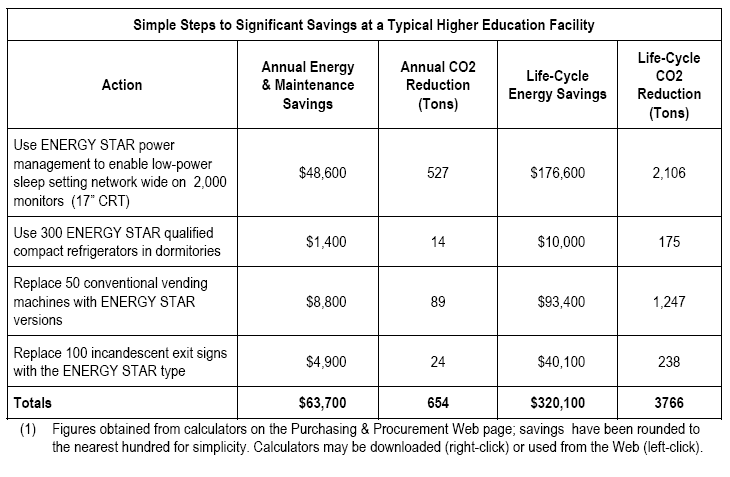 Simple Steps to Significant Savings at a Typical Higher Education Facility
Action
Annual Energy
& Maintenance
Savings
Annual CO2
Reduction
(Tons)
Life-Cycle
Energy Savings
Life-Cycle
CO2
Reduction
(Tons)
Use ENERGY STAR power
management to enable low-power
sleep setting network wide on 2,000
monitors (17” CRT)
$48,600
527
$176,600
2,106
Use 300 ENERGY STAR qualified
compact refrigerators in dormitories
$1,400
14
$10,000
175
Replace 50 conventional vending
machines with ENERGY STAR
versions
$8,800
89
$93,400
1,247
Replace 100 incandescent exit signs
with the ENERGY STAR type
$4,900
24
$40,100
238
Totals
$63,700
654
$320,100
3766
(1) Figures obtained from calculators on the Purchasing & Procurement Web page; savings have been rounded to
the nearest hundred for simplicity. Calculators may be downloaded (right-click) or used from the Web (left-click).